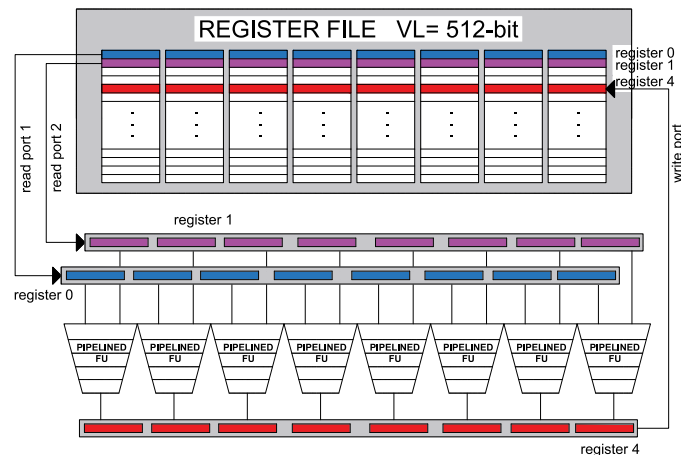 REGISTER FILE VL= 512-bit
register 0
register 1
register 4
read port 1
read port 2
write port
register 1
register 0
PIPELINED FU
PIPELINED FU
PIPELINED FU
PIPELINED FU
PIPELINED FU
PIPELINED FU
PIPELINED FU
PIPELINED FU
register 4